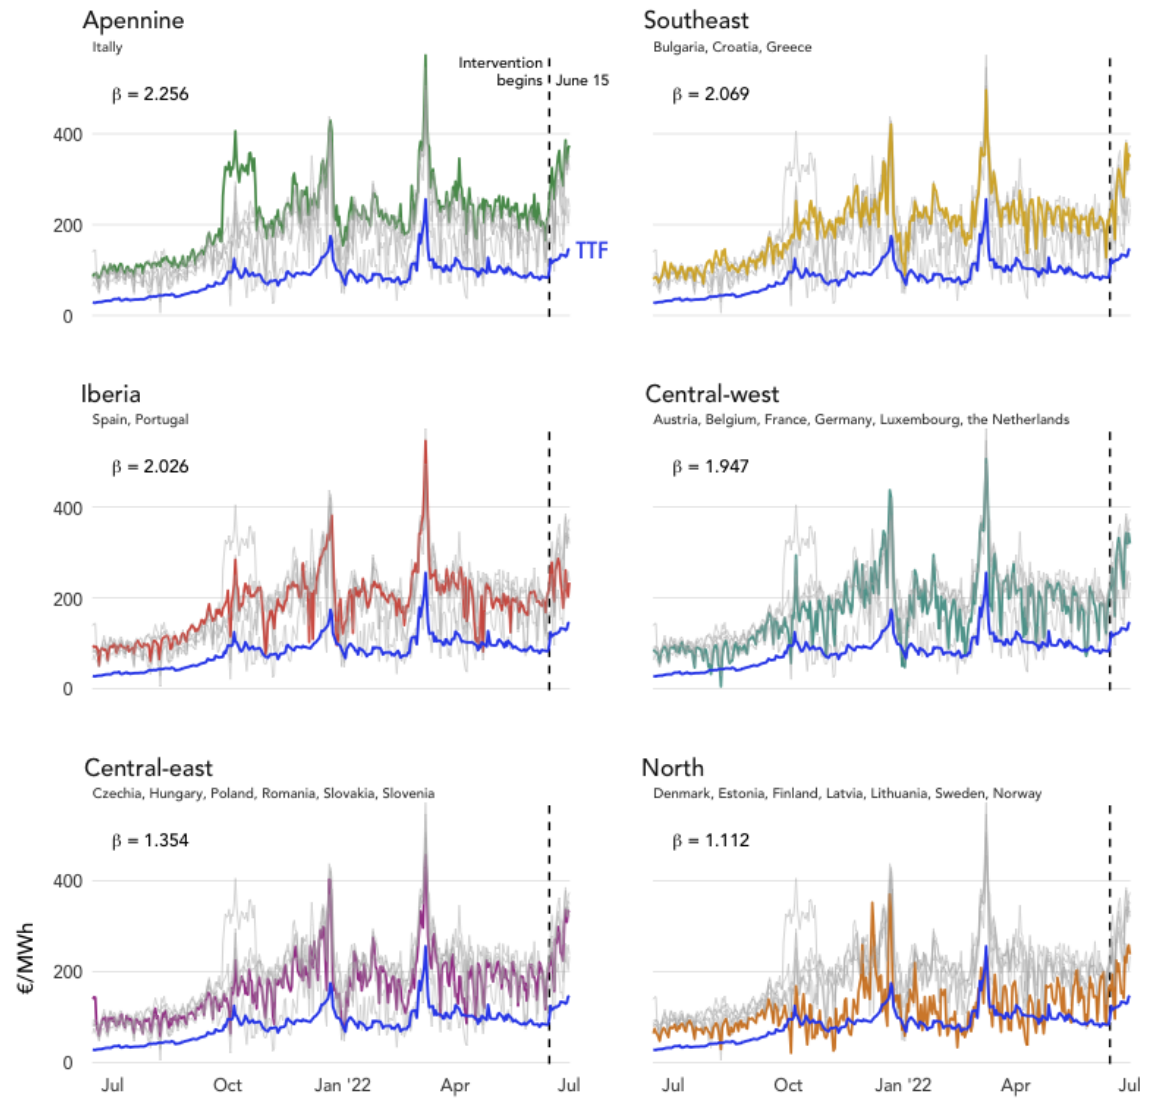 Apennine
Itally
β = 2.256
Intervention
begins
June 15
400
200
0
TTF
Southeast
Bulgaria, Croatia, Greece
β = 2.069
Iberia
Spain, Portugal
β = 2.026
400
200
0
Central-west
Austria, Belgium, France, Germany, Luxembourg, the Netherlands
β = 1.947
Central-east
Czechia, Hungary, Poland, Romania, Slovakia, Slovenia
β = 1.354
€/MWh
400
200
0
Jul Oct Jan '22 Apr Jul
North
Denmark, Estonia, Finland, Latvia, Lithuania, Sweden, Norway
β = 1.112
Jul Oct Jan '22 Apr Jul